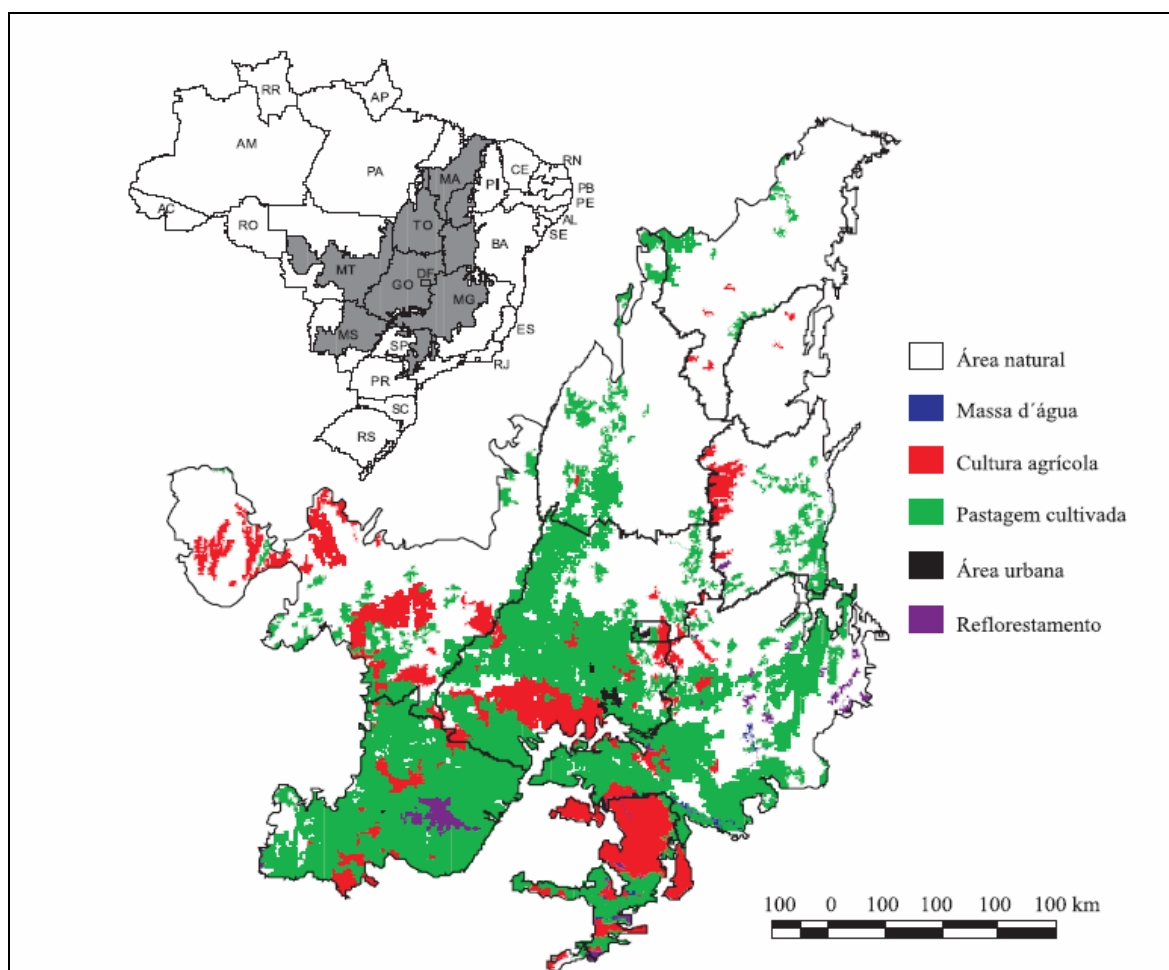 RR
AP
AM
PA
MA
PI
CE
RN
PB
PE
AL
SE
AC
RO
TO
BA
MT
DF
GO
MG
MS
ES
SP
RJ
PR
SC
RS
Área natural
Massa d´água
Cultura agrícola
Pastagem cultivada
Área urbana
Reflorestamento
100 0 100 100 100 100 km